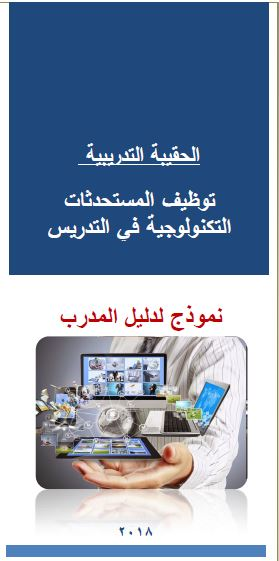 الحقيبة التدريبية
توظيف المستحدثات
التكنولوجية في التدريس
نموذج لدليل المدرب
٢٠١٨